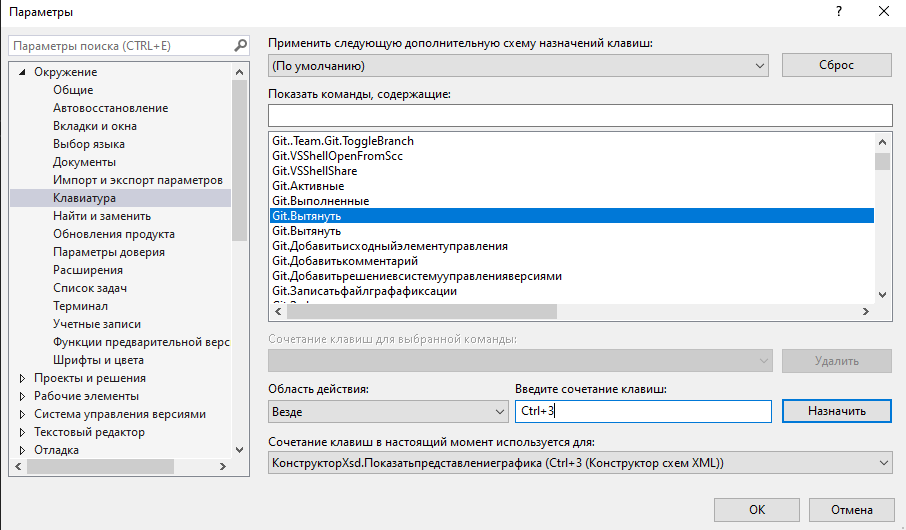 Параметры
?
Параметры поиска (CTRL+E)
Окружение
Общие
Автовосстановление
Вкладки и окна
Выбор языка
Документы
Импорт и экспорт параметров
Клавиатура
Найти и заменить
Обновления продукта
Параметры доверия
Расширения
Список задач
Терминал
Учетные записи
Функции предварительной верс
Шрифты и цвета
Проекты и решения
Рабочие элементы
Система управления версиями
Текстовый редактор
Отладка
Применить следующую дополнительную схему назначений клавиш:
(По умолчанию)
Сброс
Показать команды, содержащие:
Git..Team.Git.ToggleBranch
Git.VSShellOpenFromScc
Git.VSShellShare
Git.Активные
Git.Выполненные
Git.Вытянуть
Git.Вытянуть
Git.Добавитьисходныйэлементуправления
Git.Добавитькомментарий
Git.Добавитьрешениевсистемууправленияверсиями
Git.Записатьфайлграфафиксации
Сочетание клавиш для выбранной команды:
Удалить
Область действия:
Введите сочетание клавиш:
Везде
Ctrl+3
Назначить
Сочетание клавиш в настоящий момент используется для:
КонструкторXsd.Показатьпредставлениеграфика (Ctrl+3 (Конструктор схем XML))
ОК
Отмена